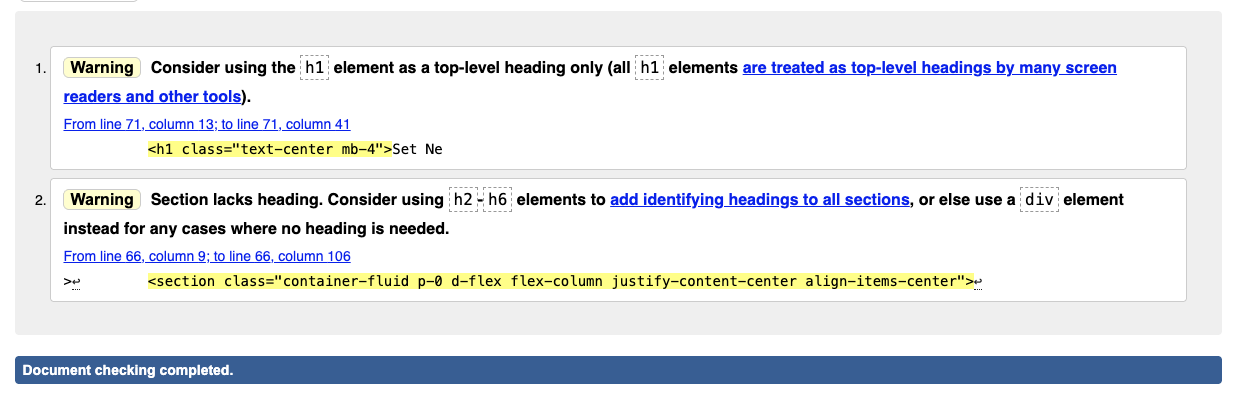 1. Warning Consider using the h1 element as a top-level heading only (all h1 elements are treated as top-level headings by many screen
readers and other tools).
From line 71, column 13; to line 71, column 41
<h1 class="text-center mb-4">Set Ne
2. Warning Section lacks heading. Consider using h2-h6 elements to add identifying headings to all sections, or else use a div element
instead for any cases where no heading is needed.
From line 66, column 9; to line 66, column 106
>↩ <section class="container-fluid p-0 d-flex flex-column justify-content-center align-items-center">↩
Document checking completed.